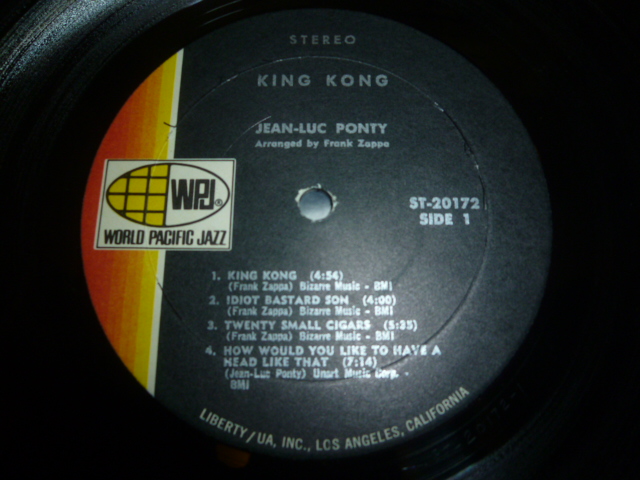 STEREO
KING KONG
JEAN-LUC PONTY
Arranged by Frank Zappa
WPJ®
WORLD PACIFIC JAZZ
ST-20172
SIDE 1
1. KING KONG (4:54)
(Frank Zappa) Bizarre Music - BMI
2. IDIOT BASTARD SON (4:00)
(Frank Zappa) Bizarre Music - BMI
3. TWENTY SMALL CIGARS (5:35)
(Frank Zappa) Bizarre Music - BMI
4. HOW WOULD YOU LIKE TO HAVE A
HEAD LIKE THAT (7:14)
(Jean-Luc Ponty) Unart Music Corp. -
BMI
LIBERTY/UA, INC., LOS ANGELES, CALIFORNIA